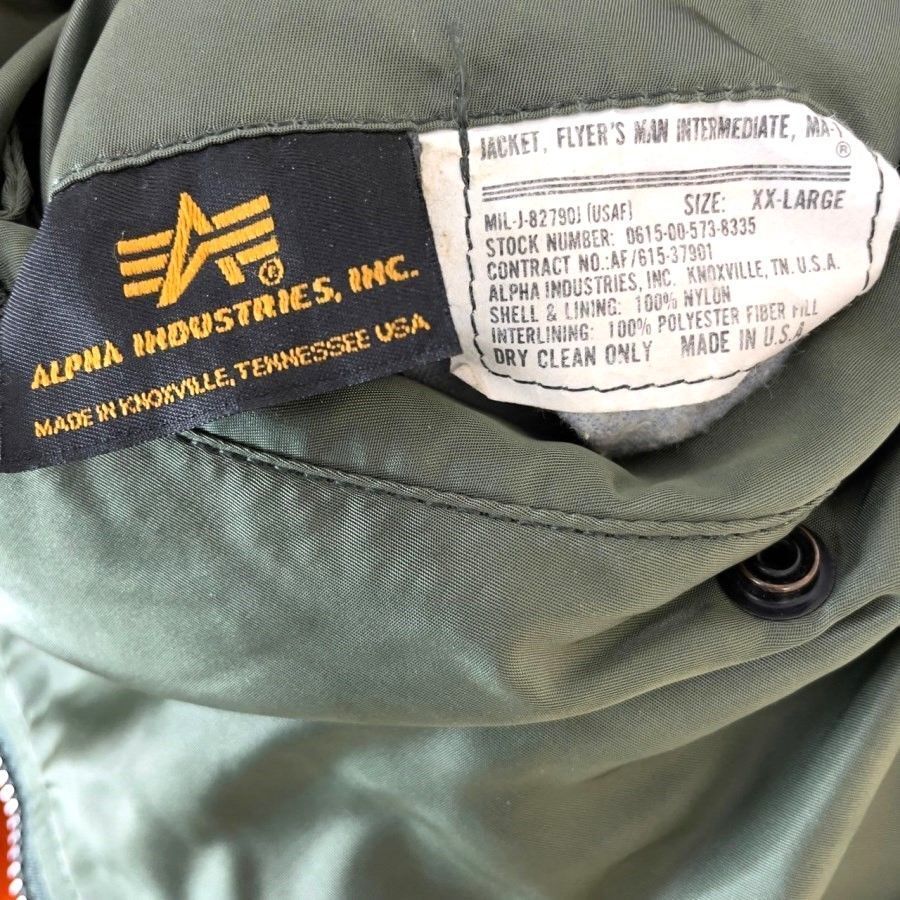 ALPHA INDUSTRIES, INC.
MADE IN KNOXVILLE, TENNESSEE USA
JACKET, FLYER'S MAN INTERMEDIATE, MA-1
®
MIL-J-82790J (USAF) SIZE: XX-LARGE
STOCK NUMBER: 0615-00-573-8335
CONTRACT NO.:AF/615-37901
ALPHA INDUSTRIES, INC. KNOXVILLE, TN. U.S.A.
SHELL & LINING: 100% NYLON
INTERLINING: 100% POLYESTER FIBER FILL
DRY CLEAN ONLY MADE IN U.S.A.